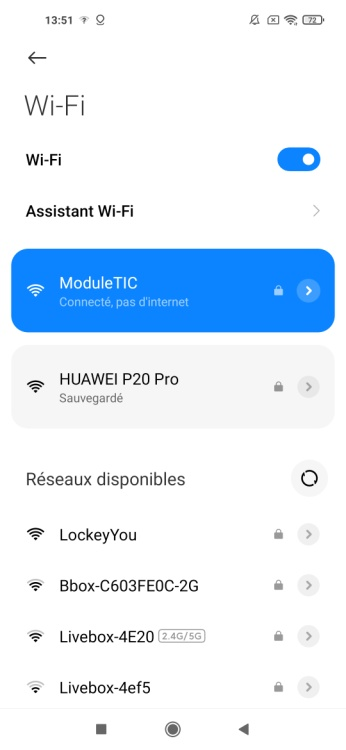 13:51
72
Wi-Fi
Wi-Fi
Assistant Wi-Fi
ModuleTIC
Connecté, pas d'internet
HUAWEI P20 Pro
Sauvegardé
Réseaux disponibles
LockeyYou
Bbox-C603FE0C-2G
Livebox-4E20 2.4G/5G
Livebox-4ef5